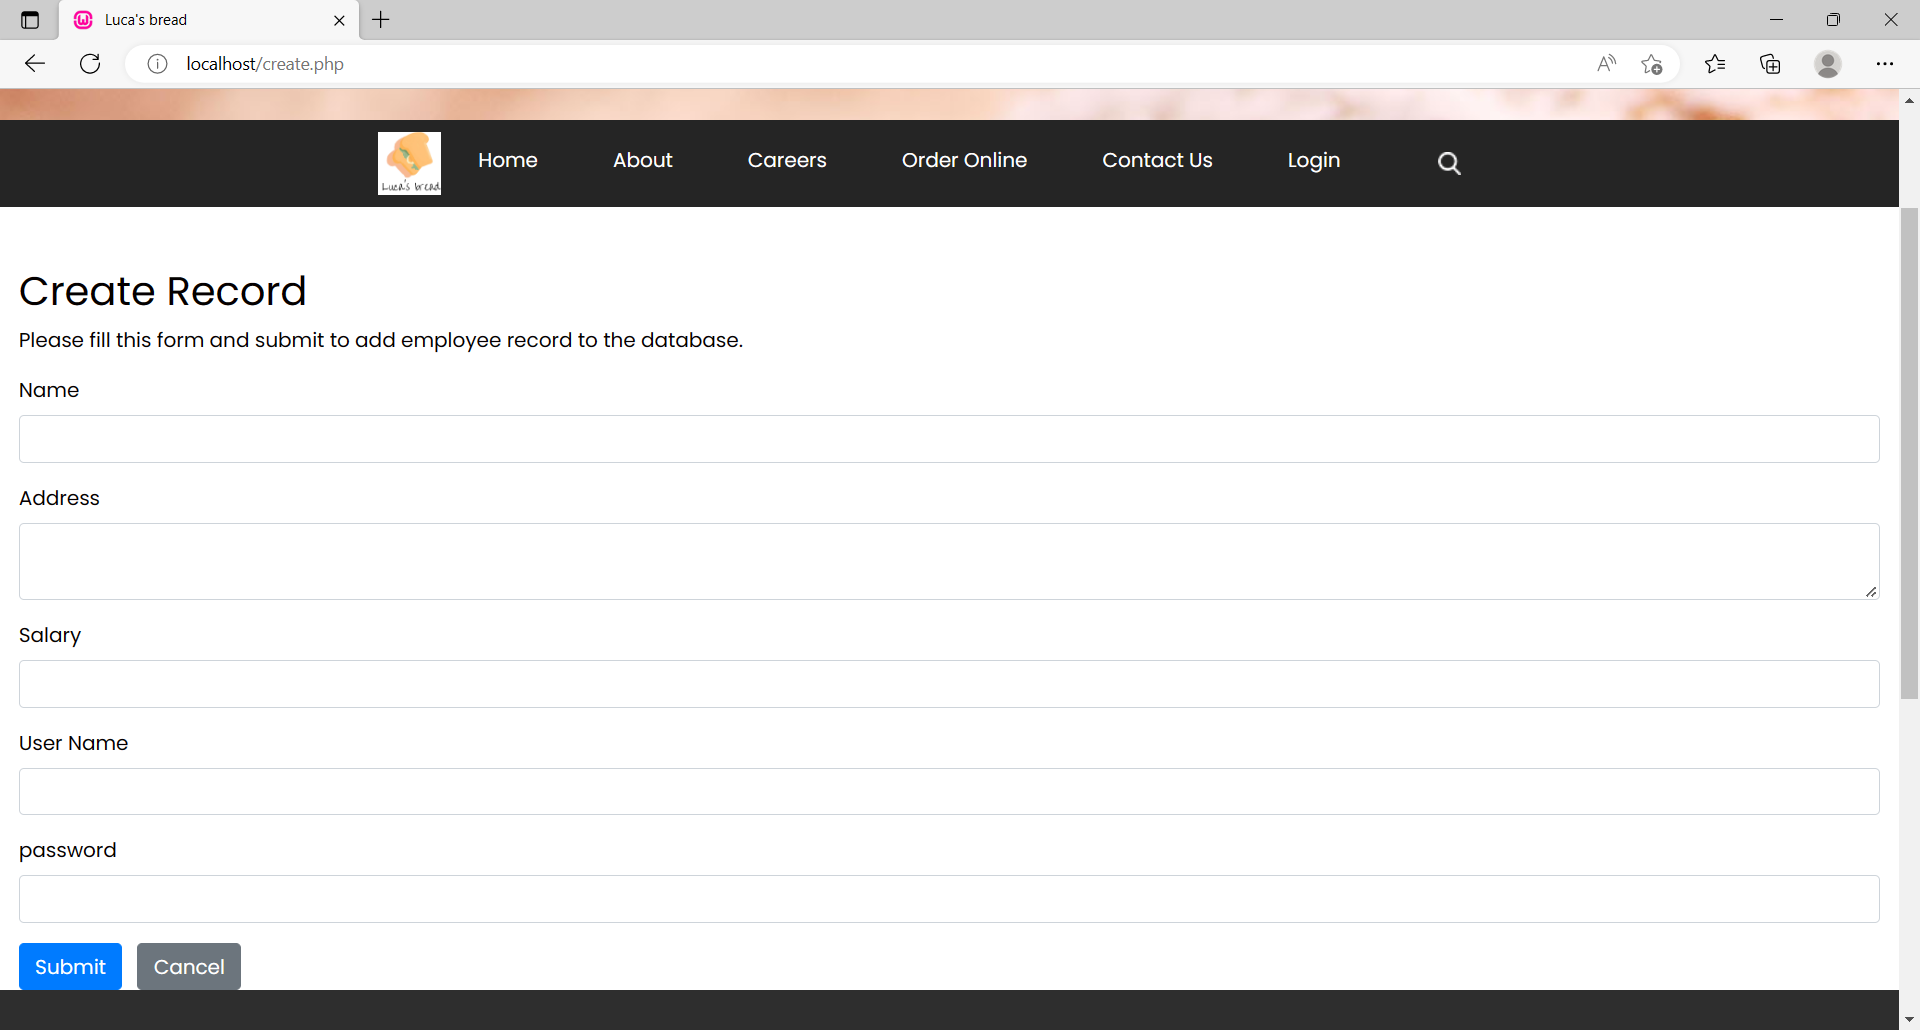 Luca's bread
localhost/create.php
Luca's bread
Home About Careers Order Online Contact Us Login
Create Record
Please fill this form and submit to add employee record to the database.
Name
Address
Salary
User Name
password
Submit Cancel